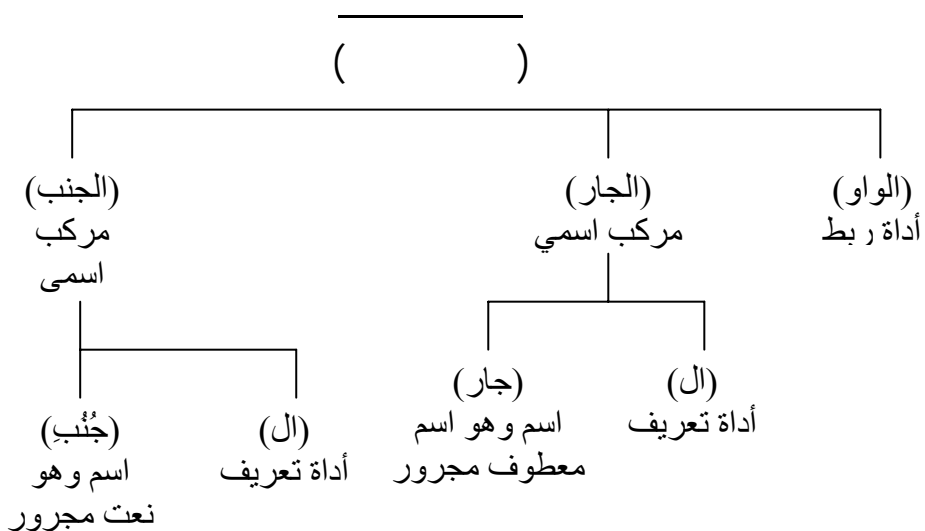 ( )
(الواو)
أداة ربط
(الجار)
مركب اسمي
(الجنب)
مركب
اسمى
(ال)
أداة تعريف
(جار)
اسم وهو اسم
معطوف مجرور
(ال)
أداة تعريف
(جُنُبِ)
اسم وهو
نعت مجرور